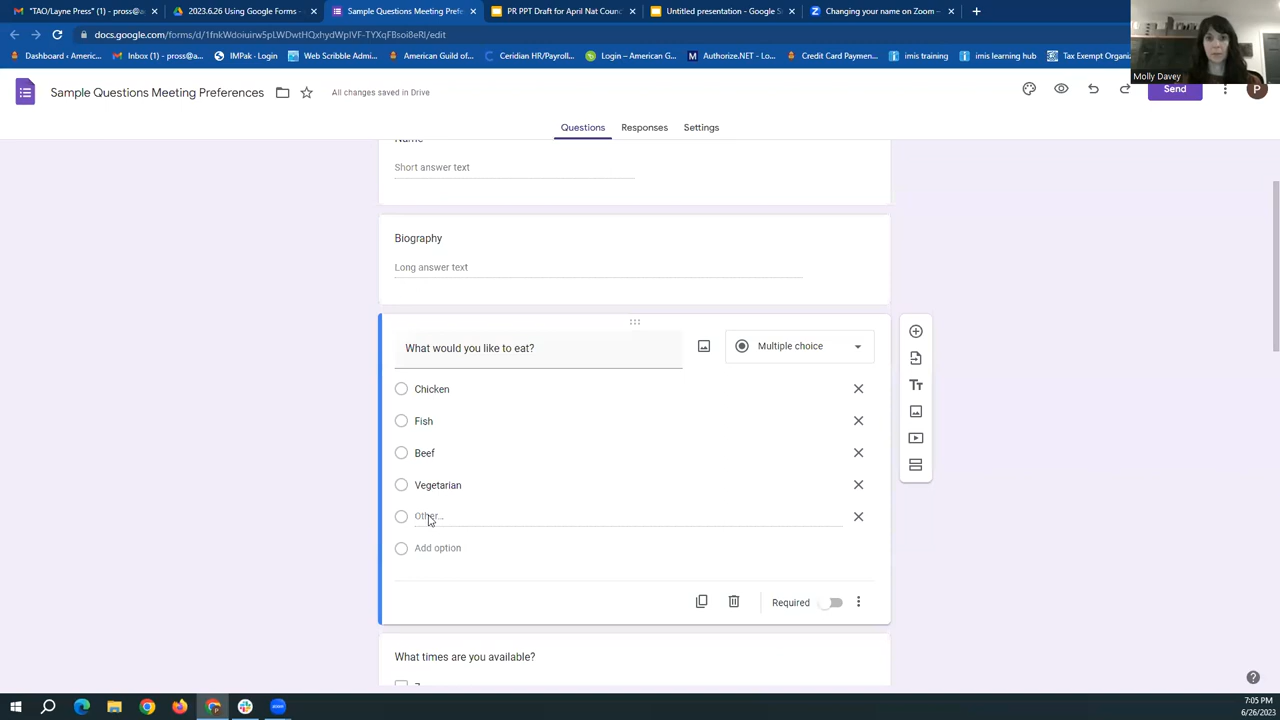 "TAO/Layne Press" - pross@a
2023.6.26 Using Google Forms -
Sample Questions Meeting Prefe
PR PPT Draft for April Nat Coun
Untitled presentation - Google S
Changing your name on Zoom –
docs.google.com/forms/d/1fnkWdoiuirw5pLWDwtHQxhydWpIVF-TYXqFBsoi8eRI/edit
Dashboard ‹ Americ...
Inbox (1) - pross@a...
IMPak - Login
Web Scribble Admi...
American Guild of...
Ceridian HR/Payroll...
Login – American G...
Authorize.NET - Lo...
Credit Card Paymen...
imis training
imis learning hub
Tax Exempt Organi
Molly Davey
Sample Questions Meeting Preferences
All changes saved in Drive
Send
P
Questions
Responses
Settings
Name
Short answer text
Biography
Long answer text
What would you like to eat?
Multiple choice
Chicken
Fish
Beef
Vegetarian
Other...
Add option
Tt
Required
What times are you available?
7:05 PM
6/26/2023